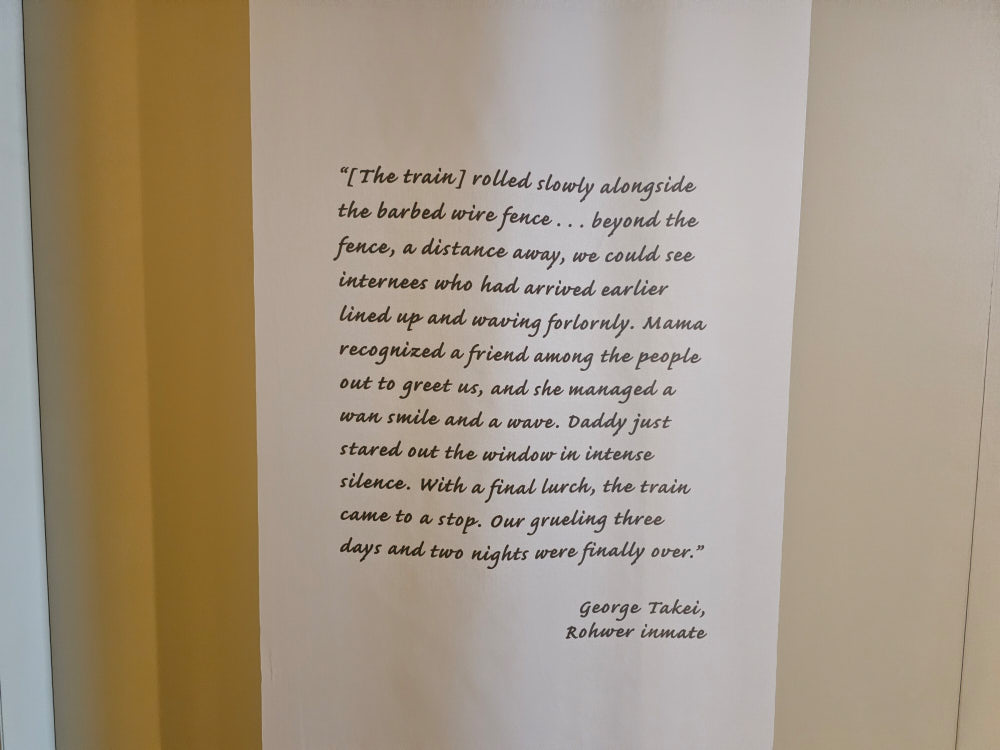 “[The train] rolled slowly alongside
the barbed wire fence . . . beyond the
fence, a distance away, we could see
internees who had arrived earlier
lined up and waving forlornly. Mama
recognized a friend among the people
out to greet us, and she managed a
wan smile and a wave. Daddy just
stared out the window in intense
silence. With a final lurch, the train
came to a stop. Our grueling three
days and two nights were finally over.”
George Takei,
Rohwer inmate